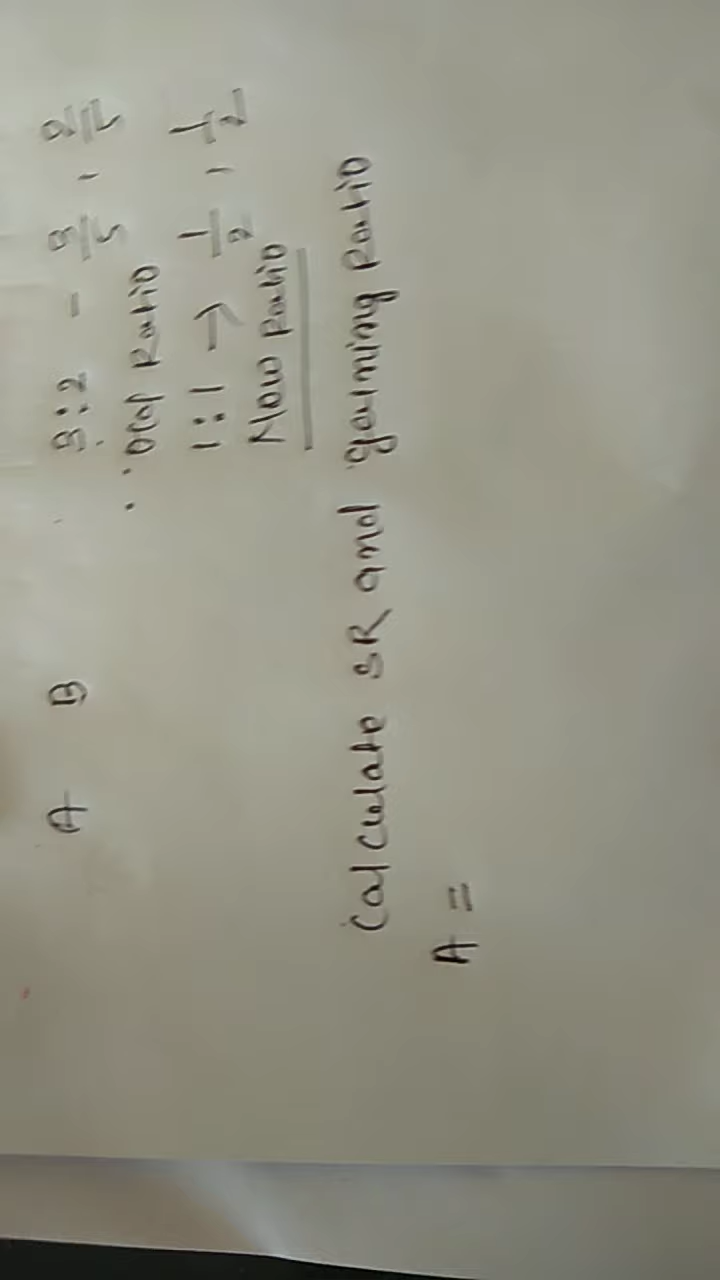 A B 3:2 - 3/5, 2/5
old Ratio
1:1 → 1/2, 1/2
New Ratio
Calculate SR and gaining Ratio
A =